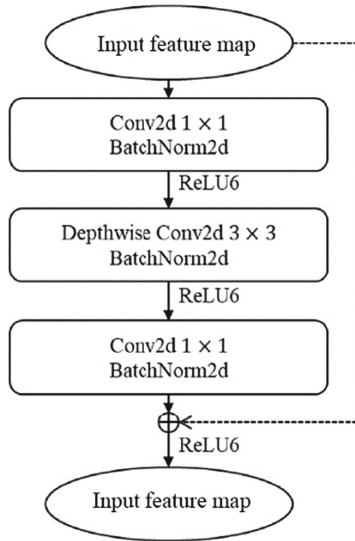 Input feature map
Conv2d 1 × 1
BatchNorm2d
ReLU6
Depthwise Conv2d 3 × 3
BatchNorm2d
ReLU6
Conv2d 1 × 1
BatchNorm2d
ReLU6
Input feature map